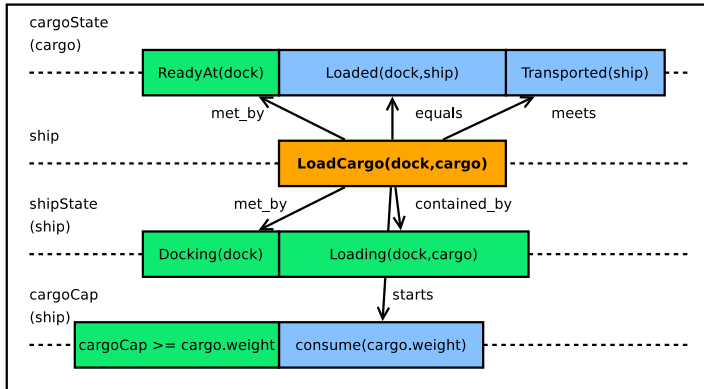 cargoState
(cargo)
ReadyAt(dock) Loaded(dock,ship) Transported(ship)
met_by equals meets
ship
LoadCargo(dock,cargo)
shipState
(ship)
met_by contained_by
Docking(dock) Loading(dock,cargo)
cargoCap
(ship)
starts
cargoCap >= cargo.weight consume(cargo.weight)